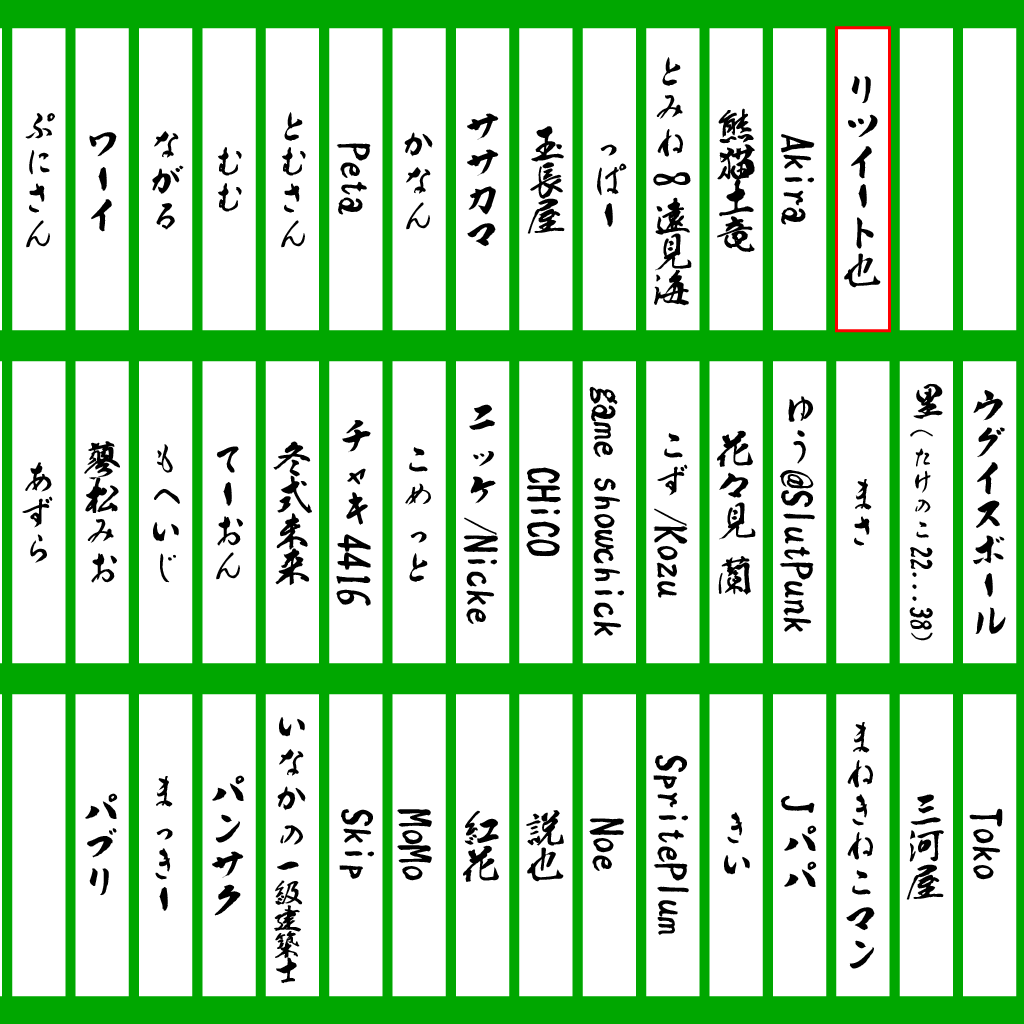 リツイート也
Akira
熊猫土竜
とみね∞遠見海
っぱー
玉長屋
ササカマ
かなん
Peta
とむさん
むむ
ながる
ワーイ
ぷにさん
ウグイスボール
里(たけのこ22...38)
まさ
ゆう@SlutPunk
花々見 蘭
こず/Kozu
game showchick
CHiCO
ニッケ/Nicke
こめっと
チャキ4416
冬式未来
てーおん
もへいじ
蓼松みお
あずら
Toko
三河屋
まねきねこマン
Jパパ
きい
SpritePlum
Noe
説也
紅花
MoMo
Skip
いなかの一級建築士
パンサク
まっきー
パブリ